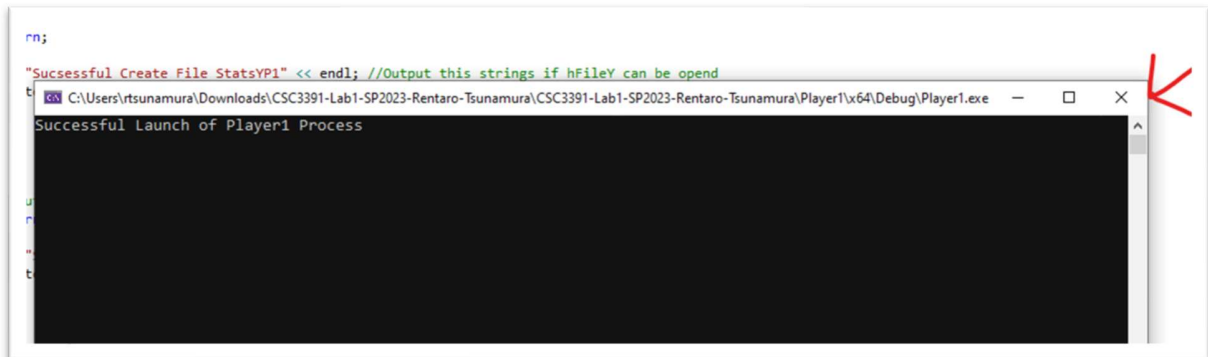 rn;
"Sucsessful Create File StatsYP1" << endl; //Output this strings if hFileY can be opend
C:\Users\rtsunamura\Downloads\CSC3391-Lab1-SP2023-Rentaro-Tsunamura\CSC3391-Lab1-SP2023-Rentaro-Tsunamura\Player1\x64\Debug\Player1.exe
Successful Launch of Player1 Process